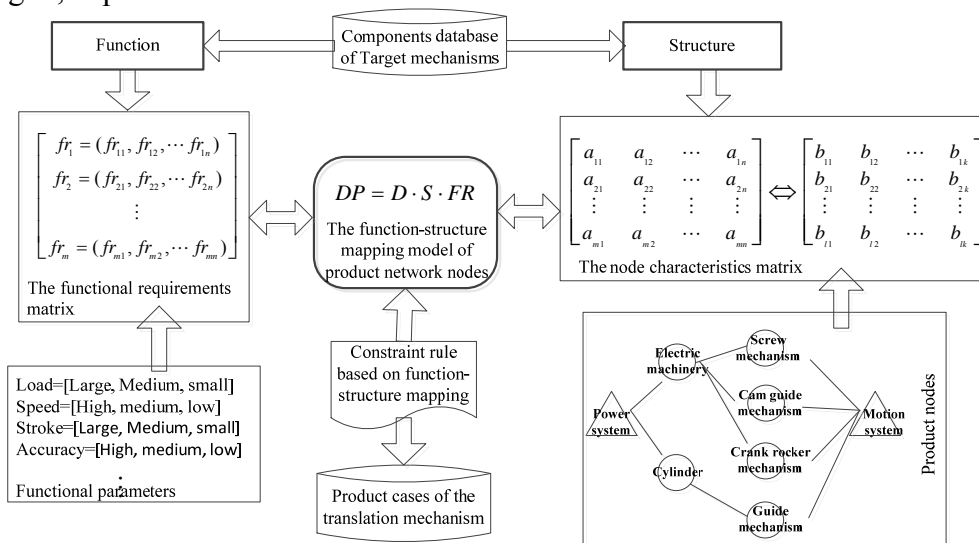 Function
Components database
of Target mechanisms
Structure
fr₁ = (fr₁₁, fr₁₂, ⋯ fr₁ₙ)
fr₂ = (fr₂₁, fr₂₂, ⋯ fr₂ₙ)
⋮
frₘ = (frₘ₁, frₘ₂, ⋯ frₘₙ)
The functional requirements
matrix
DP = D · S · FR
The function-structure
mapping model of
product network nodes
a₁₁ a₁₂ ⋯ a₁ₙ
a₂₁ a₂₂ ⋯ a₂ₙ
⋮ ⋮ ⋮ ⋮
aₘ₁ aₘ₂ ⋯ aₘₙ
⇔
b₁₁ b₁₂ ⋯ b₁ₖ
b₂₁ b₂₂ ⋯ b₂ₖ
⋮ ⋮ ⋮ ⋮
bₗ₁ bₗ₂ ⋯ bₗₖ
The node characteristics matrix
Load=[Large, Medium, small]
Speed=[High, medium, low]
Stroke=[Large, Medium, small]
Accuracy=[High, medium, low]
⋮
Functional parameters
Constraint rule
based on function-
structure mapping
Product cases of the
translation mechanism
Power
system
Electric
machinery
Cylinder
Screw
mechanism
Cam guide
mechanism
Crank rocker
mechanism
Guide
mechanism
Motion
system
Product nodes